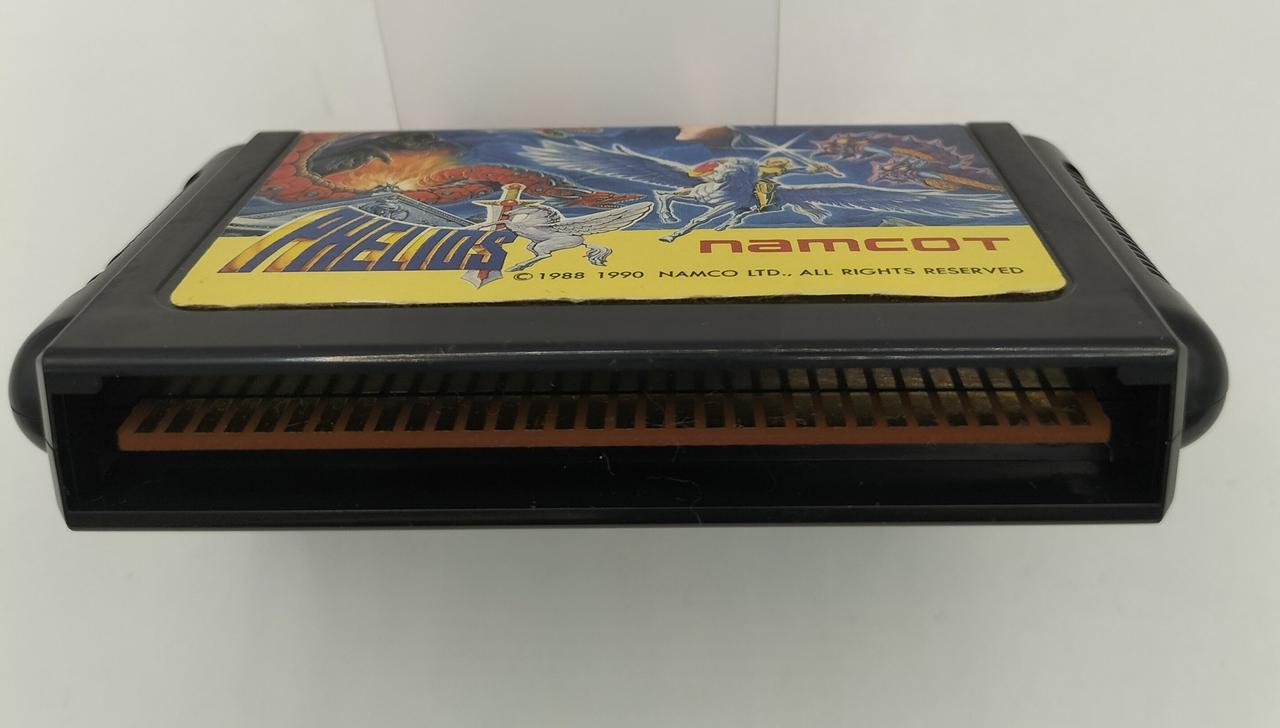 PHELIOS
namcoT
©1988 1990 NAMCO LTD., ALL RIGHTS RESERVED